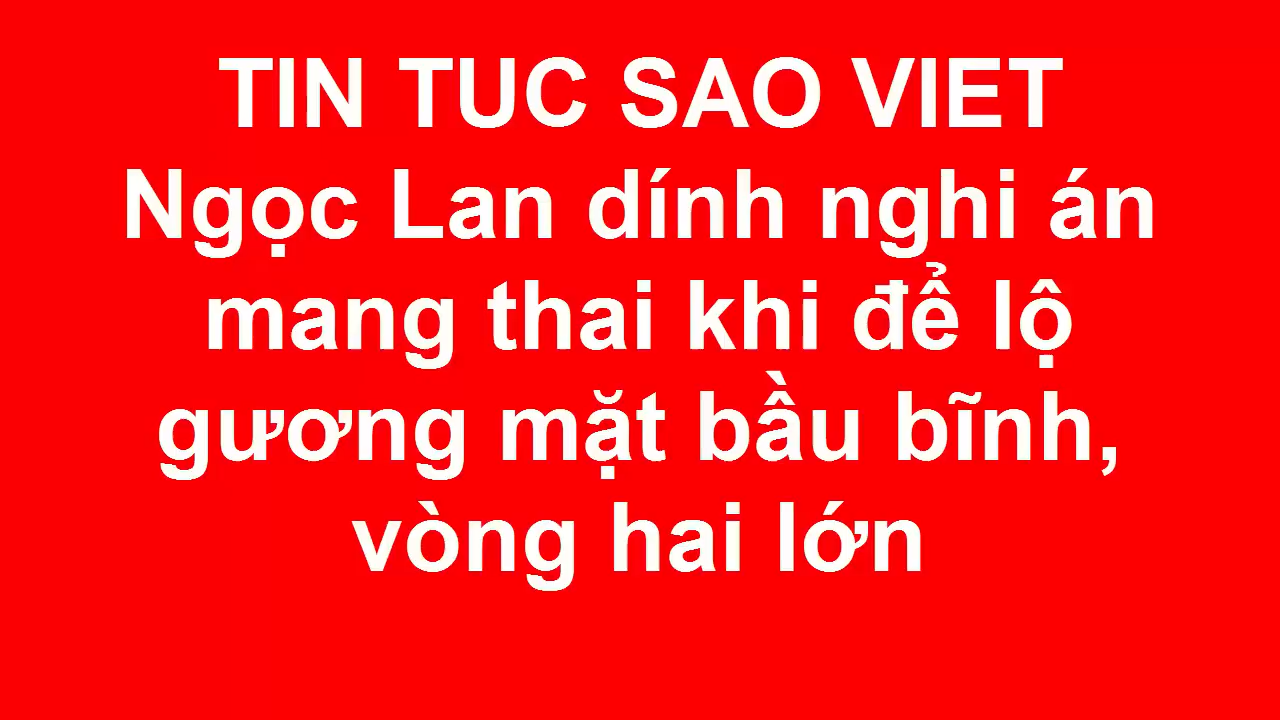 TIN TUC SAO VIET
Ngọc Lan dính nghi án
mang thai khi để lộ
gương mặt bầu bĩnh,
vòng hai lớn